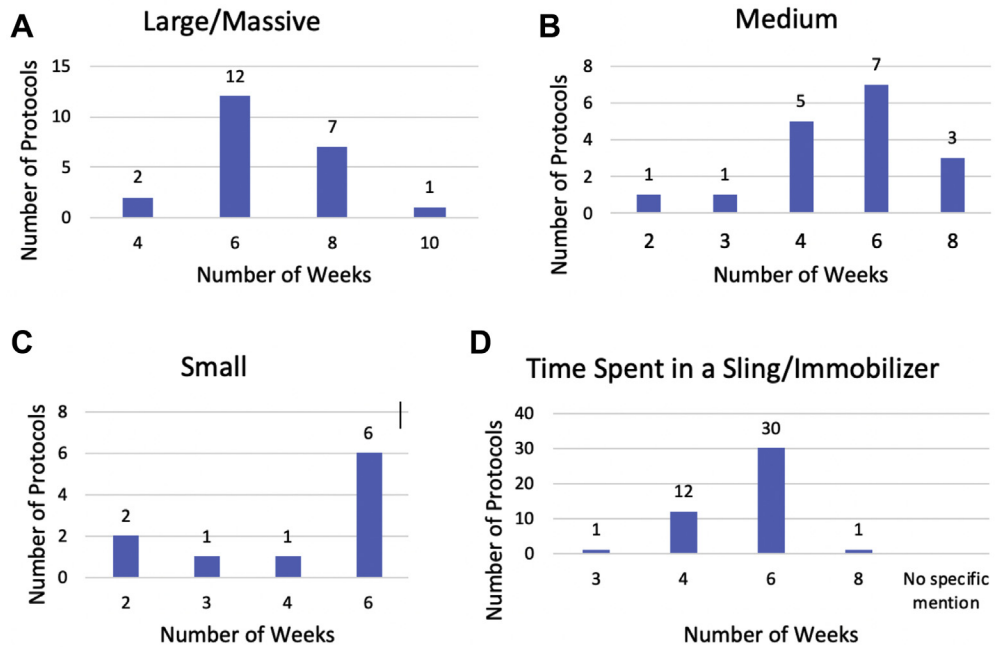 A
Large/Massive
Number of Protocols
15
10
5
0
2
12
7
1
4 6 8 10
Number of Weeks
B
Medium
Number of Protocols
8
6
4
2
0
1
1
5
7
3
2 3 4 6 8
Number of Weeks
C
Small
Number of Protocols
8
6
4
2
0
2
1
1
6
2 3 4 6
Number of Weeks
D
Time Spent in a Sling/Immobilizer
Number of Protocols
40
30
20
10
0
1
12
30
1
3 4 6 8 No specific
mention
Number of Weeks